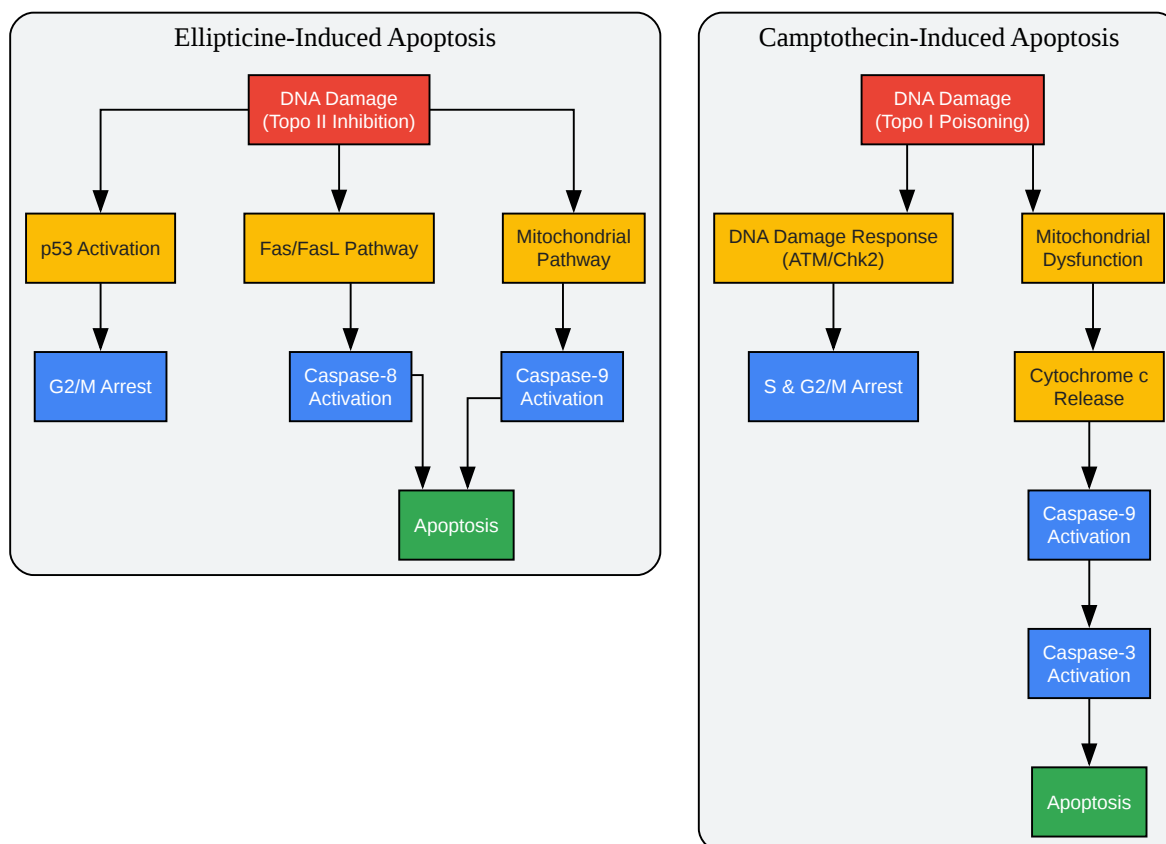 Ellipticine-Induced Apoptosis
DNA Damage
(Topo II Inhibition)
p53 Activation
Fas/FasL Pathway
Mitochondrial
Pathway
G2/M Arrest
Caspase-8
Activation
Caspase-9
Activation
Apoptosis
Camptothecin-Induced Apoptosis
DNA Damage
(Topo I Poisoning)
DNA Damage Response
(ATM/Chk2)
Mitochondrial
Dysfunction
S & G2/M Arrest
Cytochrome c
Release
Caspase-9
Activation
Caspase-3
Activation
Apoptosis